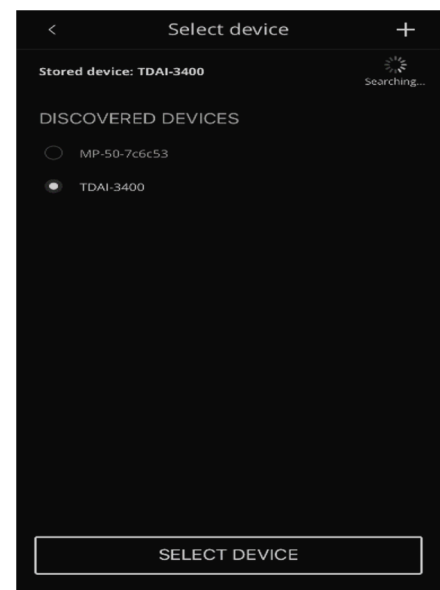 Select device
Stored device: TDAI-3400
Searching...
DISCOVERED DEVICES
MP-50-7c6c53
TDAI-3400
SELECT DEVICE